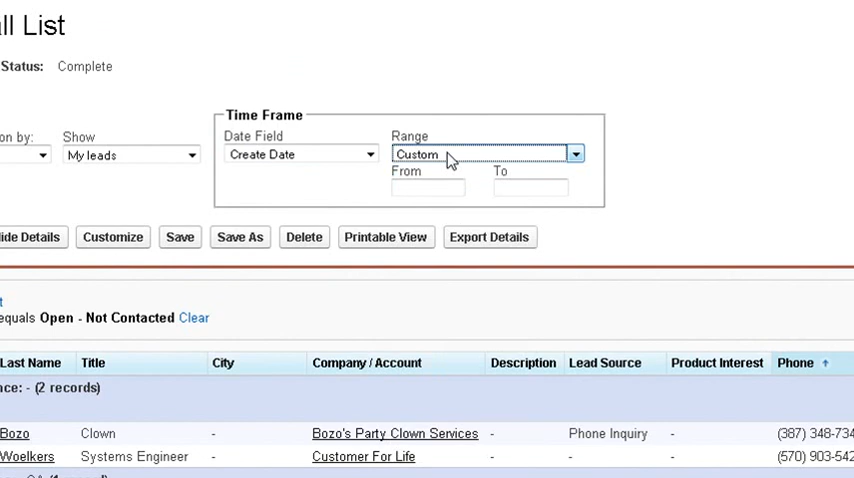 ll List
Status: Complete
Time Frame
on by: Show Date Field Range
My leads Create Date Custom
From To
ide Details Customize Save Save As Delete Printable View Export Details
t
equals Open - Not Contacted Clear
Last Name Title City Company / Account Description Lead Source Product Interest Phone ↑
nce: - (2 records)
Bozo Clown - Bozo's Party Clown Services - Phone Inquiry - (387) 348-734
Woelkers Systems Engineer - Customer For Life - - - (570) 903-542